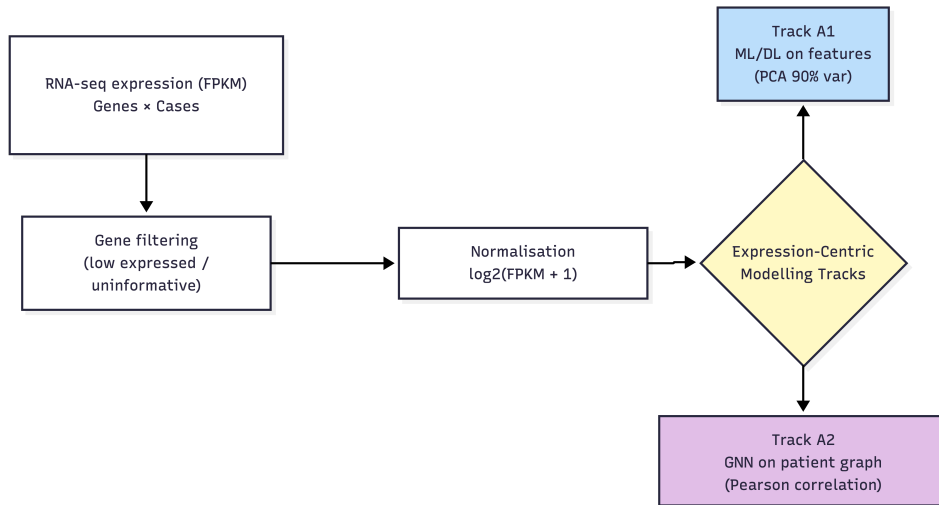 RNA-seq expression (FPKM)
Genes × Cases
Gene filtering
(low expressed /
uninformative)
Normalisation
log2(FPKM + 1)
Expression-Centric
Modelling Tracks
Track A1
ML/DL on features
(PCA 90% var)
Track A2
GNN on patient graph
(Pearson correlation)